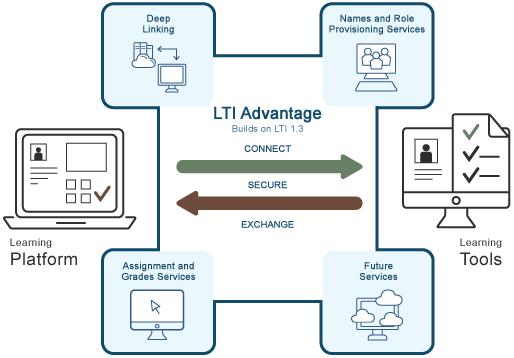 Deep
Linking
Names and Role
Provisioning Services
LTI Advantage
Builds on LTI 1.3
CONNECT
SECURE
EXCHANGE
Learning
Platform
Learning
Tools
Assignment and
Grades Services
Future
Services